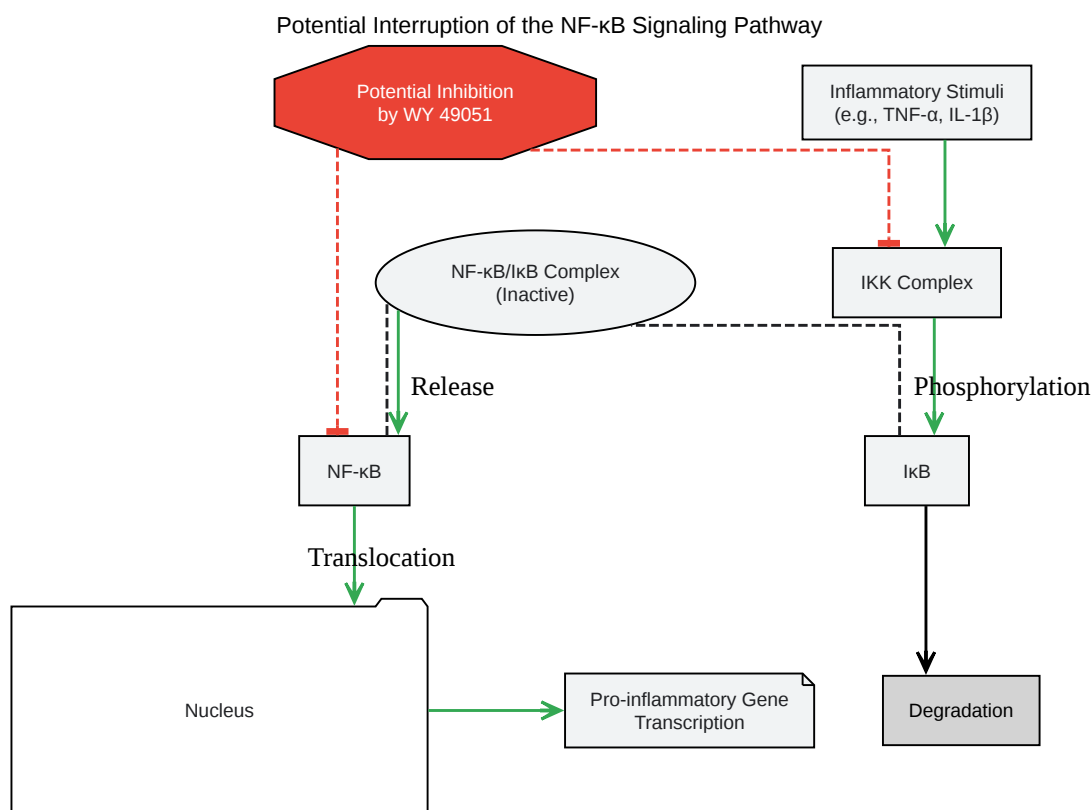 Potential Interruption of the NF-κB Signaling Pathway
Potential Inhibition
by WY 49051
Inflammatory Stimuli
(e.g., TNF-α, IL-1β)
NF-κB/IκB Complex
(Inactive)
IKK Complex
Release
Phosphorylation
NF-κB
IκB
Translocation
Nucleus
Pro-inflammatory Gene
Transcription
Degradation